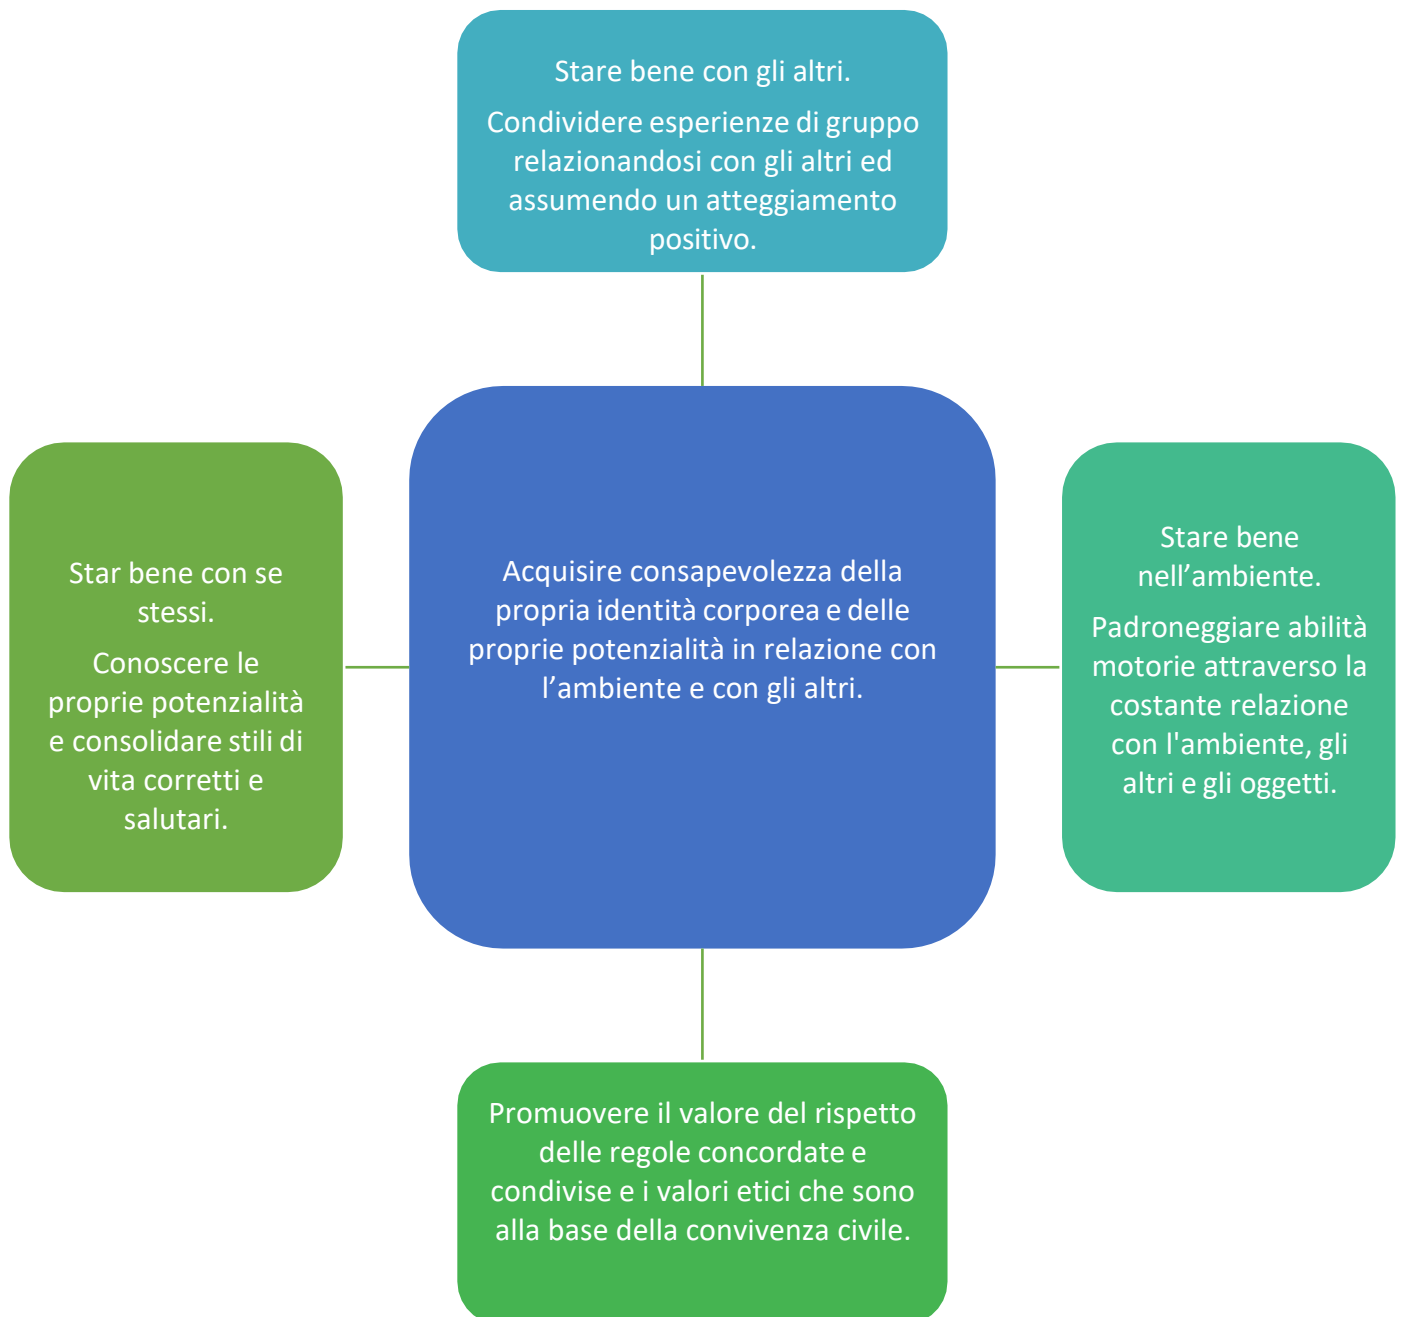 Stare bene con gli altri.
Condividere esperienze di gruppo
relazionandosi con gli altri ed
assumendo un atteggiamento
positivo.
Star bene con se
stessi.
Conoscere le
proprie potenzialità
e consolidare stili di
vita corretti e
salutari.
Acquisire consapevolezza della
propria identità corporea e delle
proprie potenzialità in relazione con
l’ambiente e con gli altri.
Stare bene
nell’ambiente.
Padroneggiare abilità
motorie attraverso la
costante relazione
con l'ambiente, gli
altri e gli oggetti.
Promuovere il valore del rispetto
delle regole concordate e
condivise e i valori etici che sono
alla base della convivenza civile.